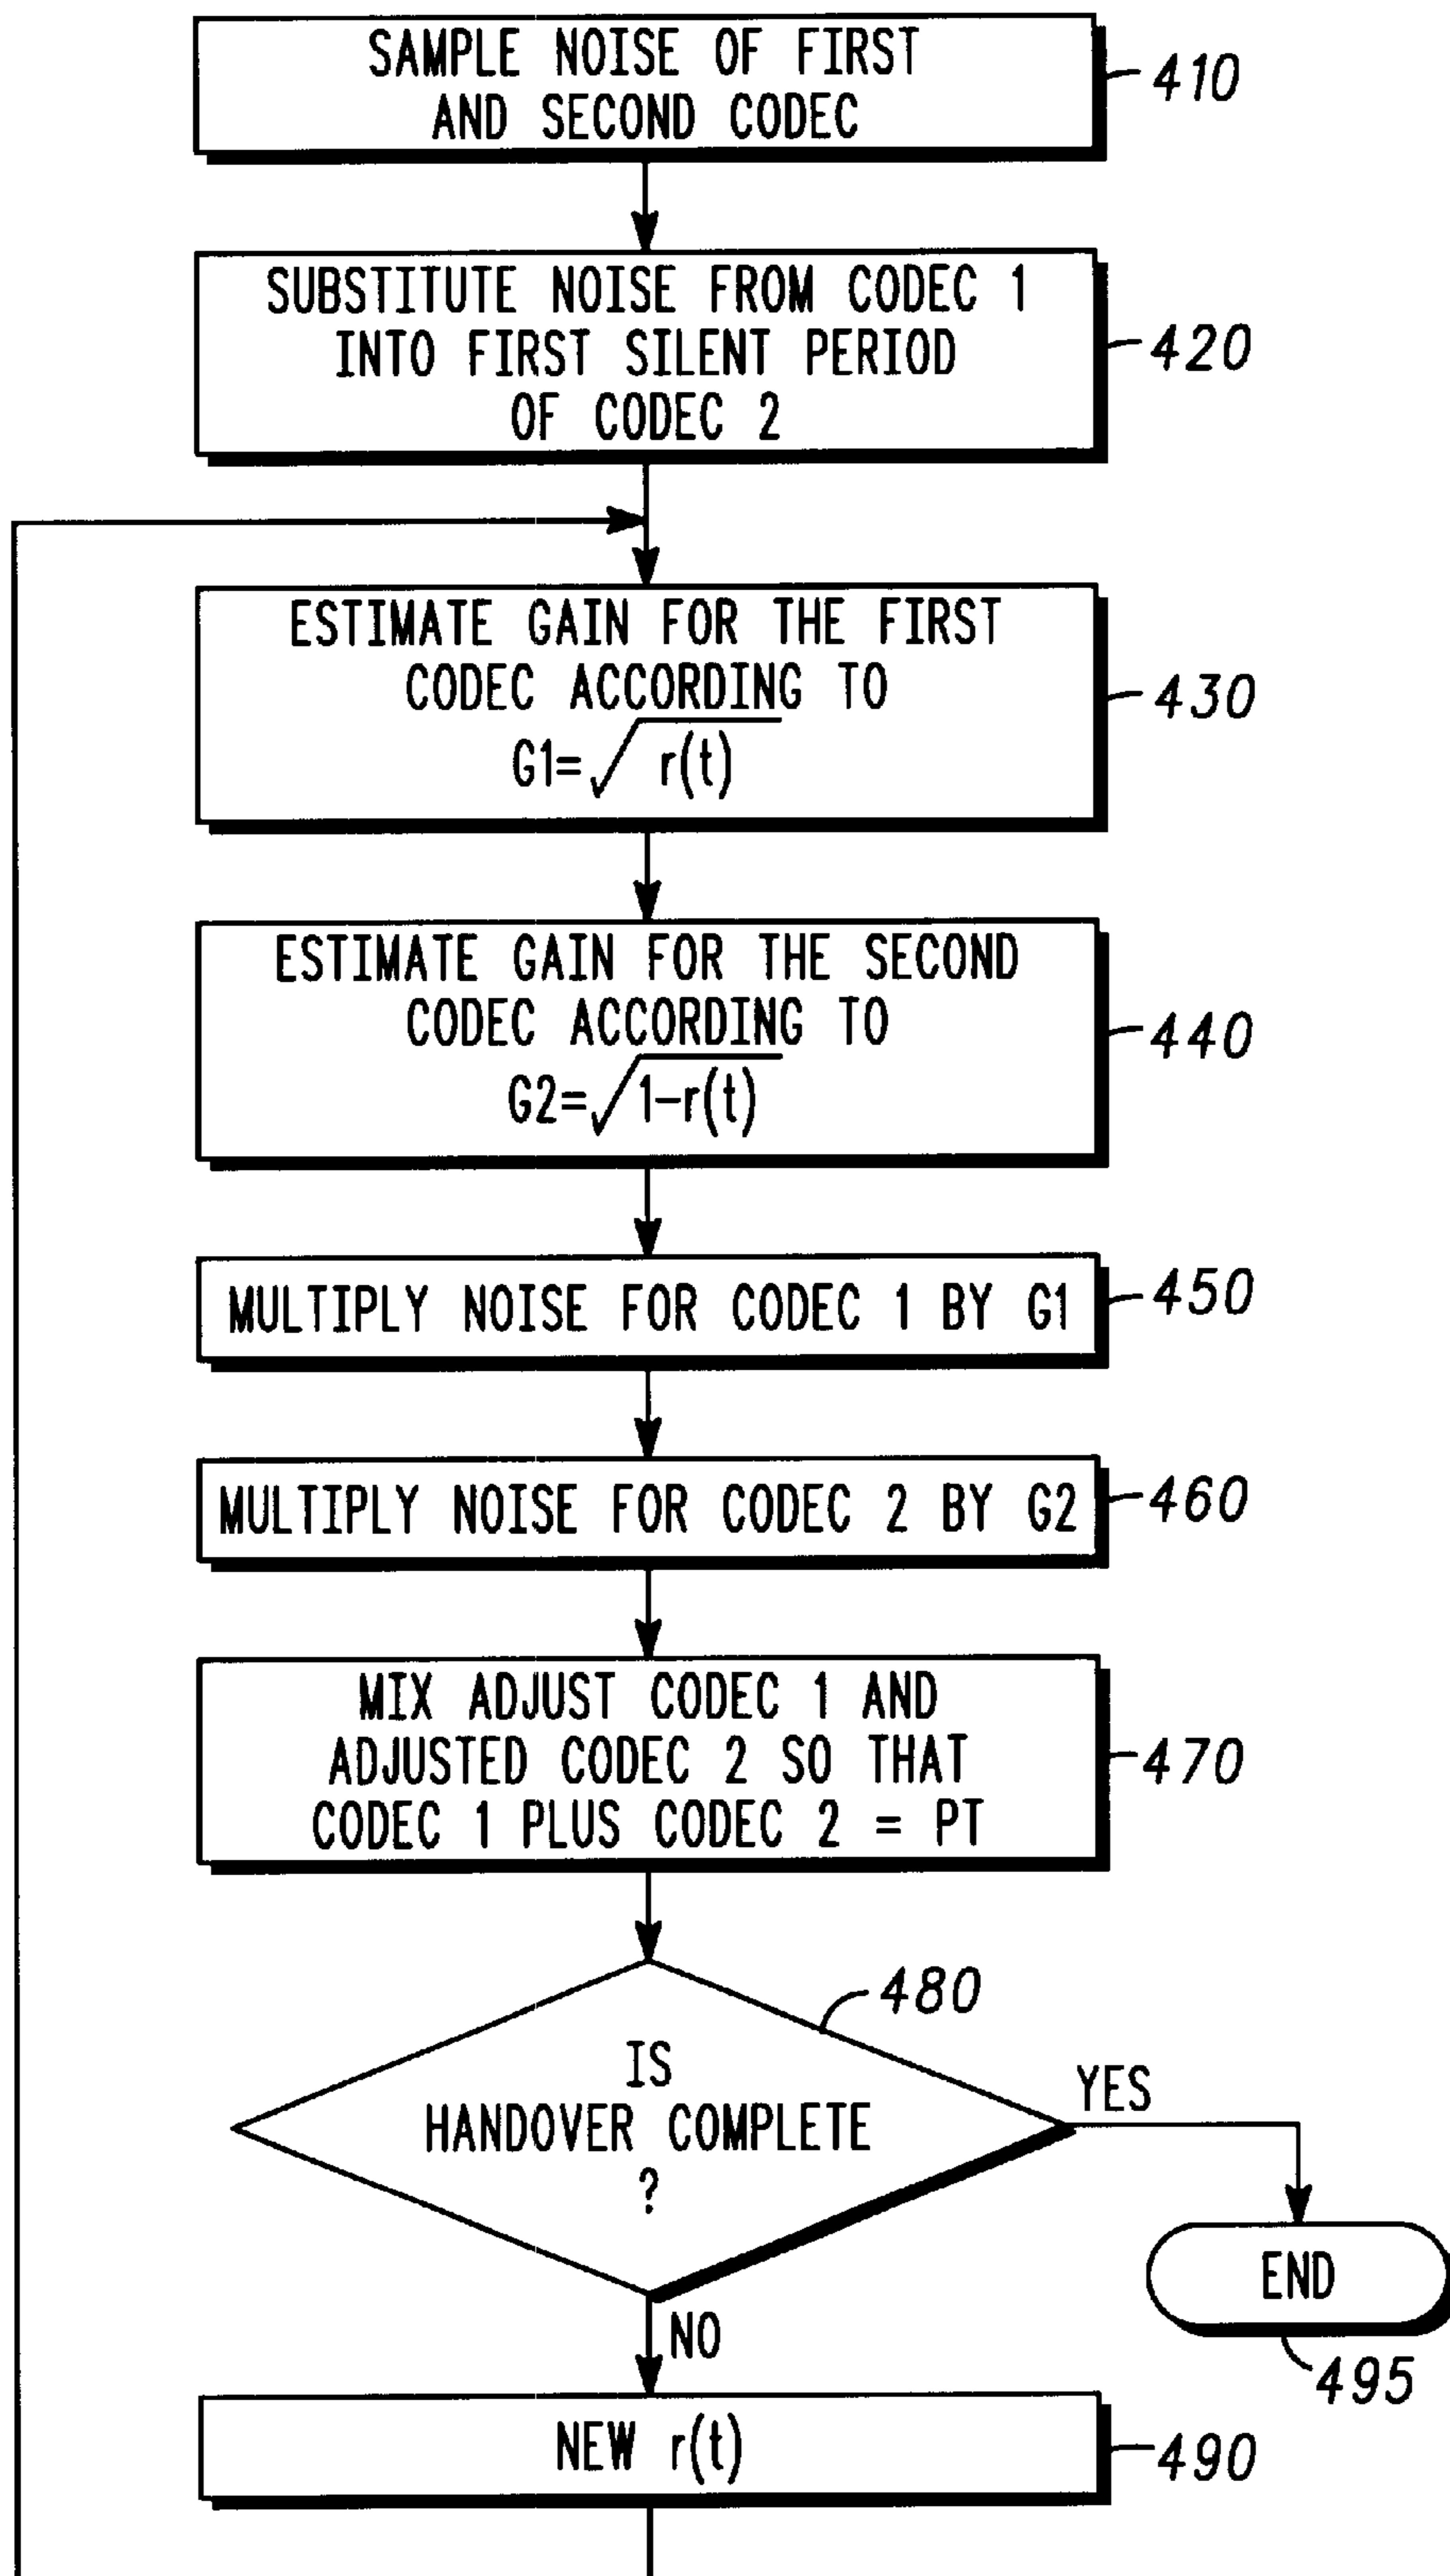 SAMPLE NOISE OF FIRST
AND SECOND CODEC
410
SUBSTITUTE NOISE FROM CODEC 1
INTO FIRST SILENT PERIOD
OF CODEC 2
420
ESTIMATE GAIN FOR THE FIRST
CODEC ACCORDING TO
G1=√r(t)
430
ESTIMATE GAIN FOR THE SECOND
CODEC ACCORDING TO
G2=√1-r(t)
440
MULTIPLY NOISE FOR CODEC 1 BY G1
450
MULTIPLY NOISE FOR CODEC 2 BY G2
460
MIX ADJUST CODEC 1 AND
ADJUSTED CODEC 2 SO THAT
CODEC 1 PLUS CODEC 2 = PT
470
480
IS
HANDOVER COMPLETE
?
YES
END
495
NO
NEW r(t)
490